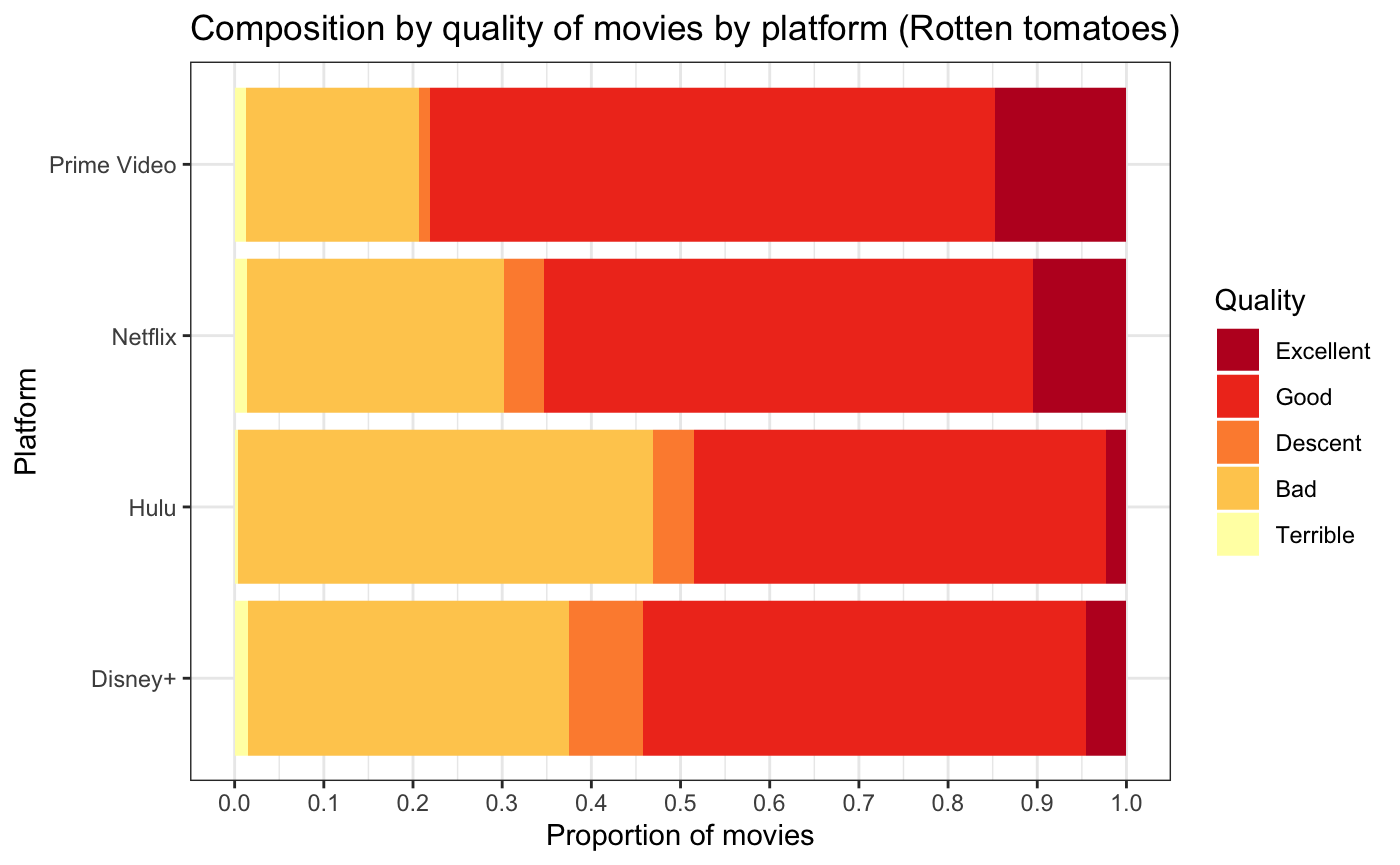 Composition by quality of movies by platform (Rotten tomatoes)
Platform
Prime Video
Netflix
Hulu
Disney+
0.0 0.1 0.2 0.3 0.4 0.5 0.6 0.7 0.8 0.9 1.0
Proportion of movies
Quality
Excellent
Good
Descent
Bad
Terrible